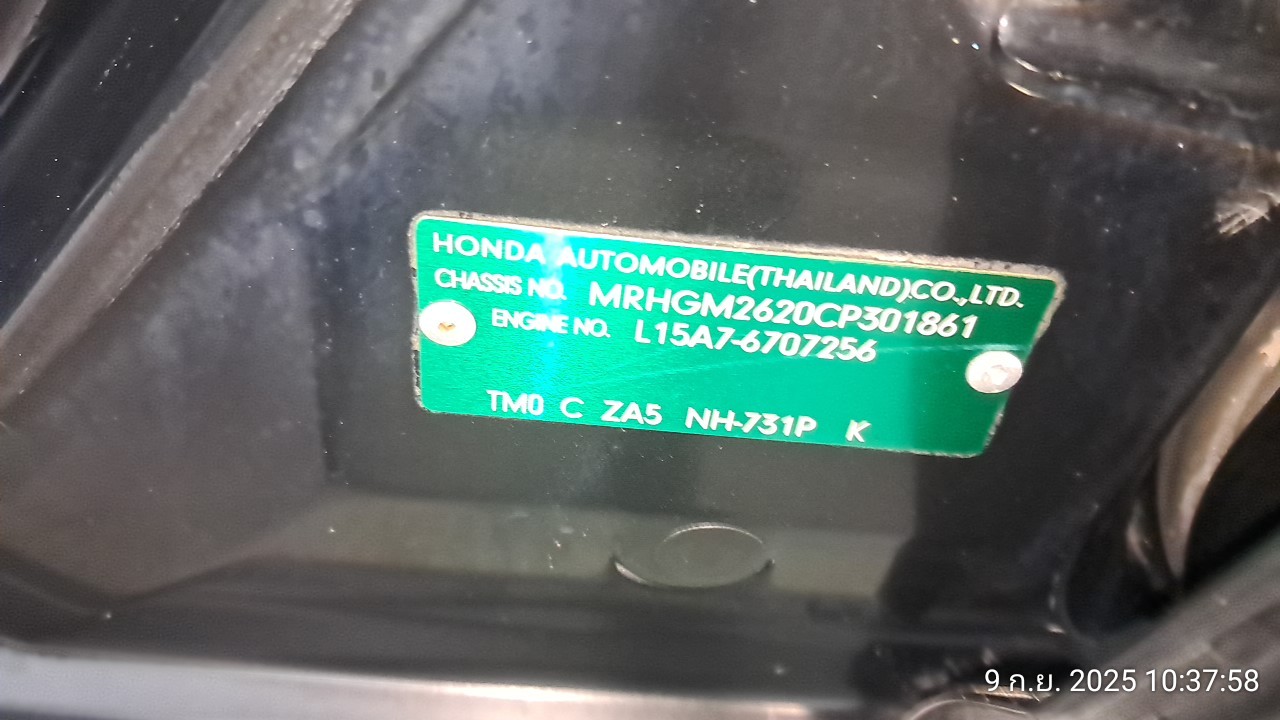 HONDA AUTOMOBILE(THAILAND)CO.,LTD.
CHASSIS NO. MRHGM2620CP301861
ENGINE NO. L15A7-6707256
TM0 C ZA5 NH-731P K
9 ก.ย. 2025 10:37:58